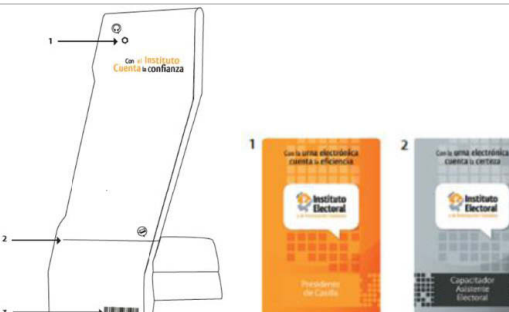 1
Con el Instituto
Cuenta la confianza
2
3
1
Con la urna electrónica
cuenta la eficiencia
Instituto
Electoral
Presidente
de Casilla
2
Con la urna electrónica
cuenta la certeza
Instituto
Electoral
Capacitador
Asistente
Electoral